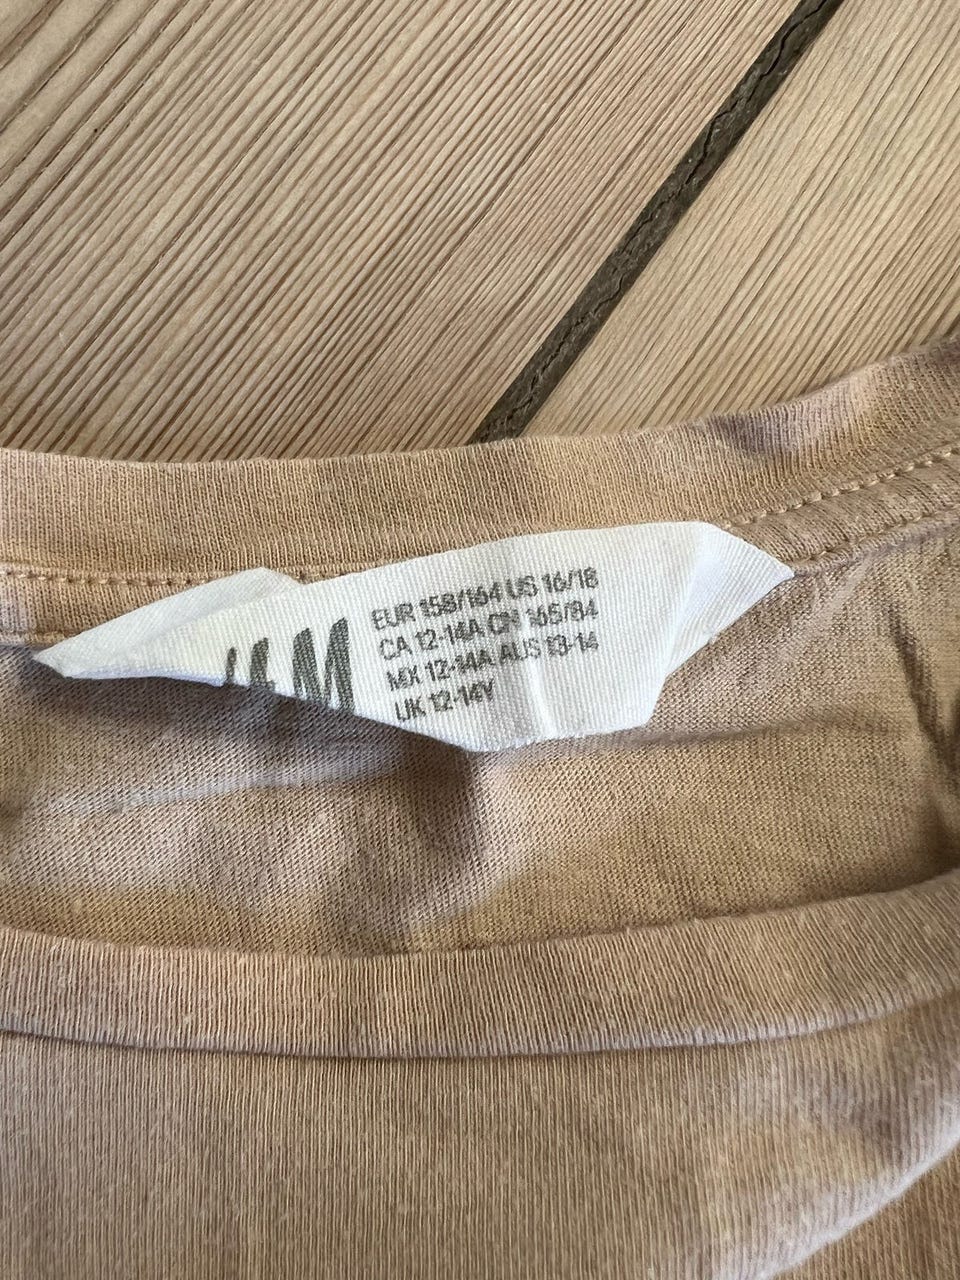 H&M
EUR 158/164 US 16/18
CA 12-14A CN 165/84
MX 12-14A AUS 13-14
UK 12-14Y